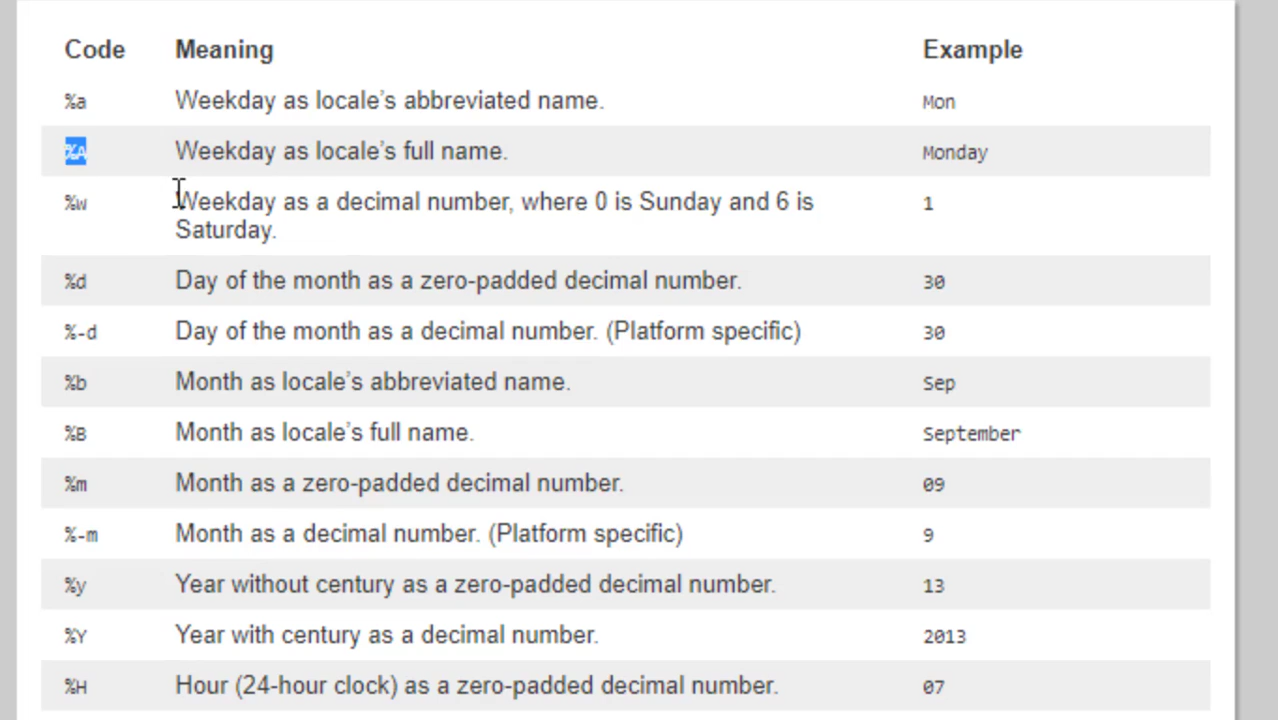 Code Meaning Example
%a Weekday as locale’s abbreviated name. Mon
%A Weekday as locale’s full name. Monday
%w Weekday as a decimal number, where 0 is Sunday and 6 is 1
Saturday.
%d Day of the month as a zero-padded decimal number. 30
%-d Day of the month as a decimal number. (Platform specific) 30
%b Month as locale’s abbreviated name. Sep
%B Month as locale’s full name. September
%m Month as a zero-padded decimal number. 09
%-m Month as a decimal number. (Platform specific) 9
%y Year without century as a zero-padded decimal number. 13
%Y Year with century as a decimal number. 2013
%H Hour (24-hour clock) as a zero-padded decimal number. 07